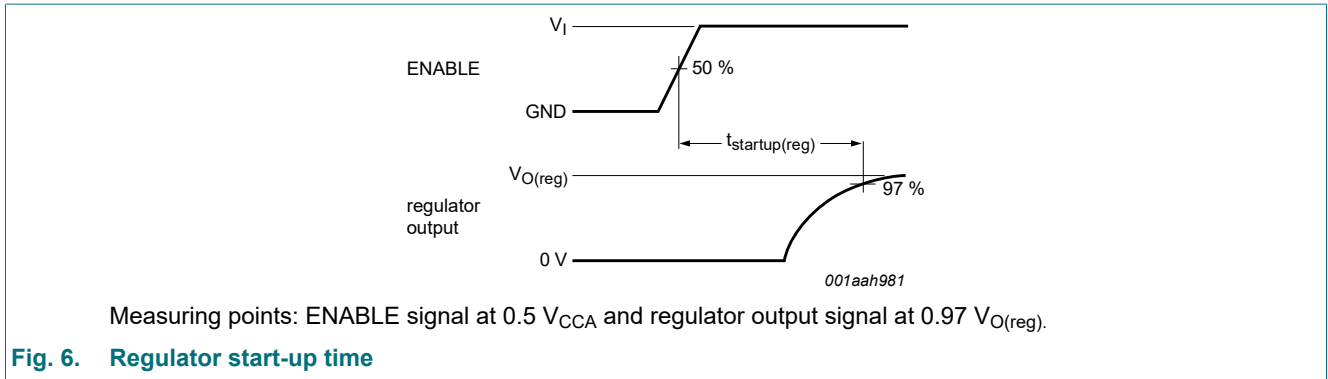 V_I
ENABLE
50 %
GND
t_startup(reg)
V_O(reg)
97 %
regulator
output
0 V
001aah981
Measuring points: ENABLE signal at 0.5 V_CCA and regulator output signal at 0.97 V_O(reg).
Fig. 6. Regulator start-up time